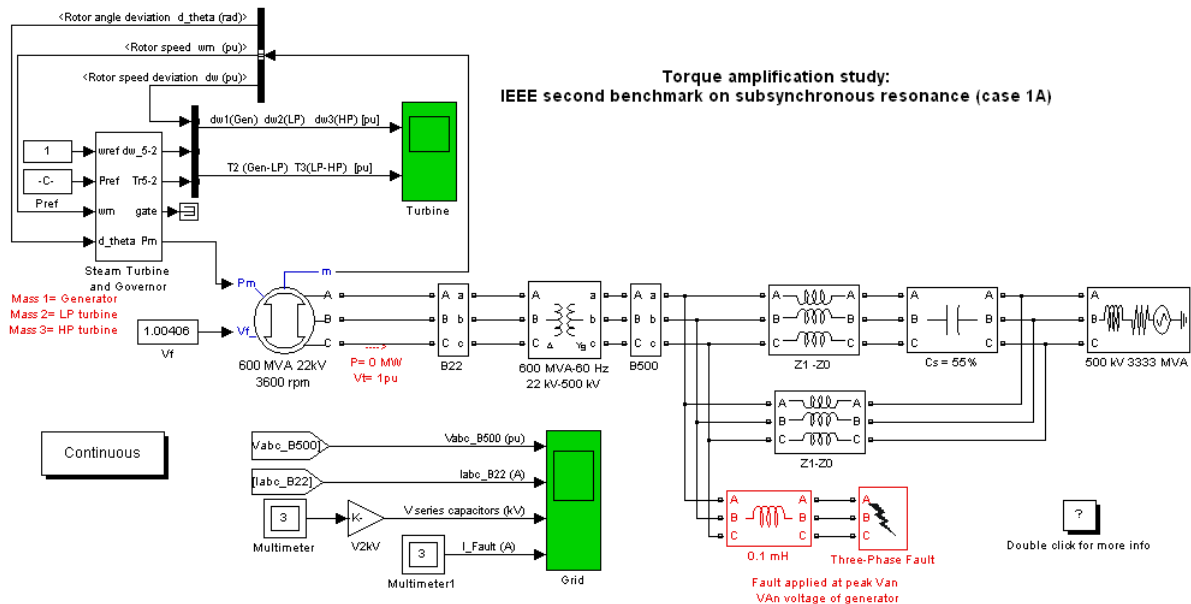 <Rotor angle deviation d_theta (rad)>
<Rotor speed wm (pu)>
<Rotor speed deviation dw (pu)>
Torque amplification study:
IEEE second benchmark on subsynchronous resonance (case 1A)
dw1(Gen) dw2(LP) dw3(HP) [pu]
T2 (Gen-LP) T3(LP-HP) [pu]
Turbine
1
-C-
Pref
wref dw_5-2
Pref Tr5-2
wm gate
d_theta Pm
Steam Turbine
and Governor
Mass 1= Generator
Mass 2= LP turbine
Mass 3= HP turbine
1.00406
Vf
Pm
m
Vf_
A
B
C
600 MVA 22kV
3600 rpm
P= 0 MW
Vt= 1pu
A a
B b
C c
B22
A a
B b
C c
Δ Yg
600 MVA-60 Hz
22 kV-500 kV
A a
B b
C c
B500
A A
B B
C C
Z1-Z0
A A
B B
C C
Cs = 55%
A
B
C
500 kV 3333 MVA
A A
B B
C C
Z1-Z0
A A
B B
C C
0.1 mH
A
B
C
Three-Phase Fault
Fault applied at peak Van
VAn voltage of generator
Continuous
Vabc_B500]
Vabc_B500 (pu)
[Iabc_B22]
Iabc_B22 (A)
3
Multimeter
K-
V2kV
V series capacitors (kV)
3
Multimeter1
I_Fault (A)
Grid
?
Double click for more info